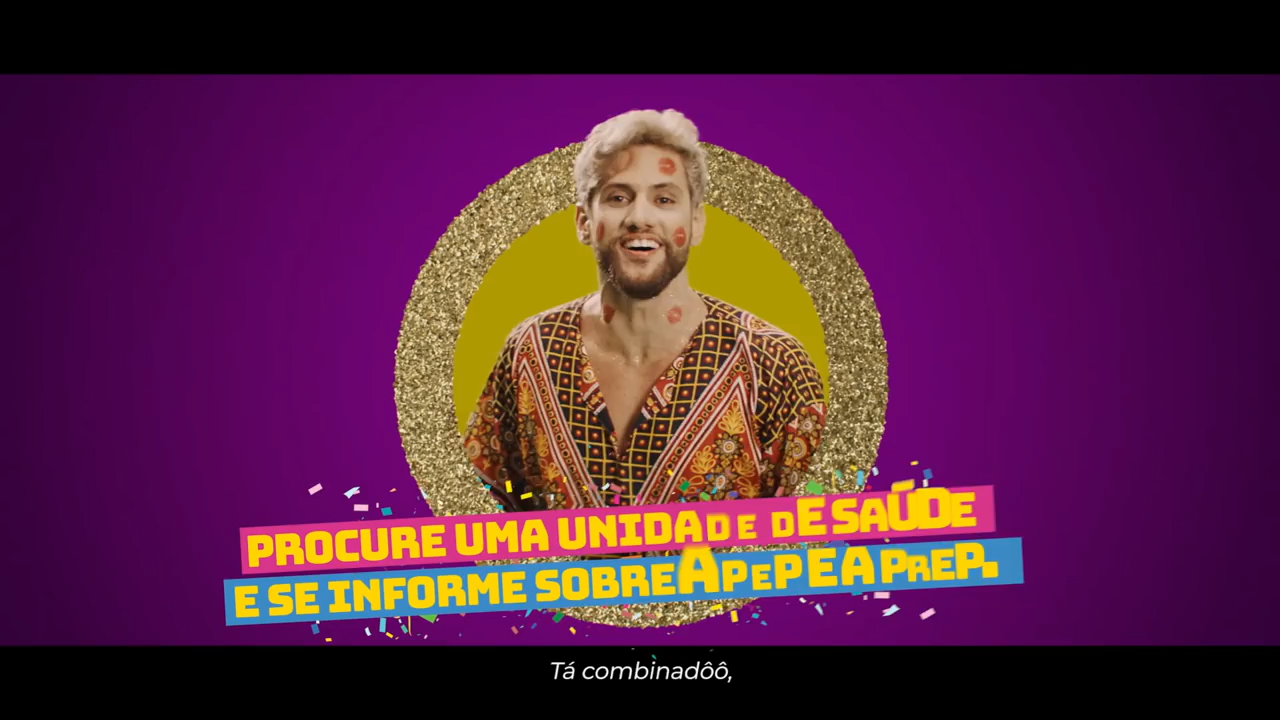 PROCURE UMA UNIDADE DE SAÚDE
E SE INFORME SOBRE A PEP E A PREP.
Tá combinadôô,